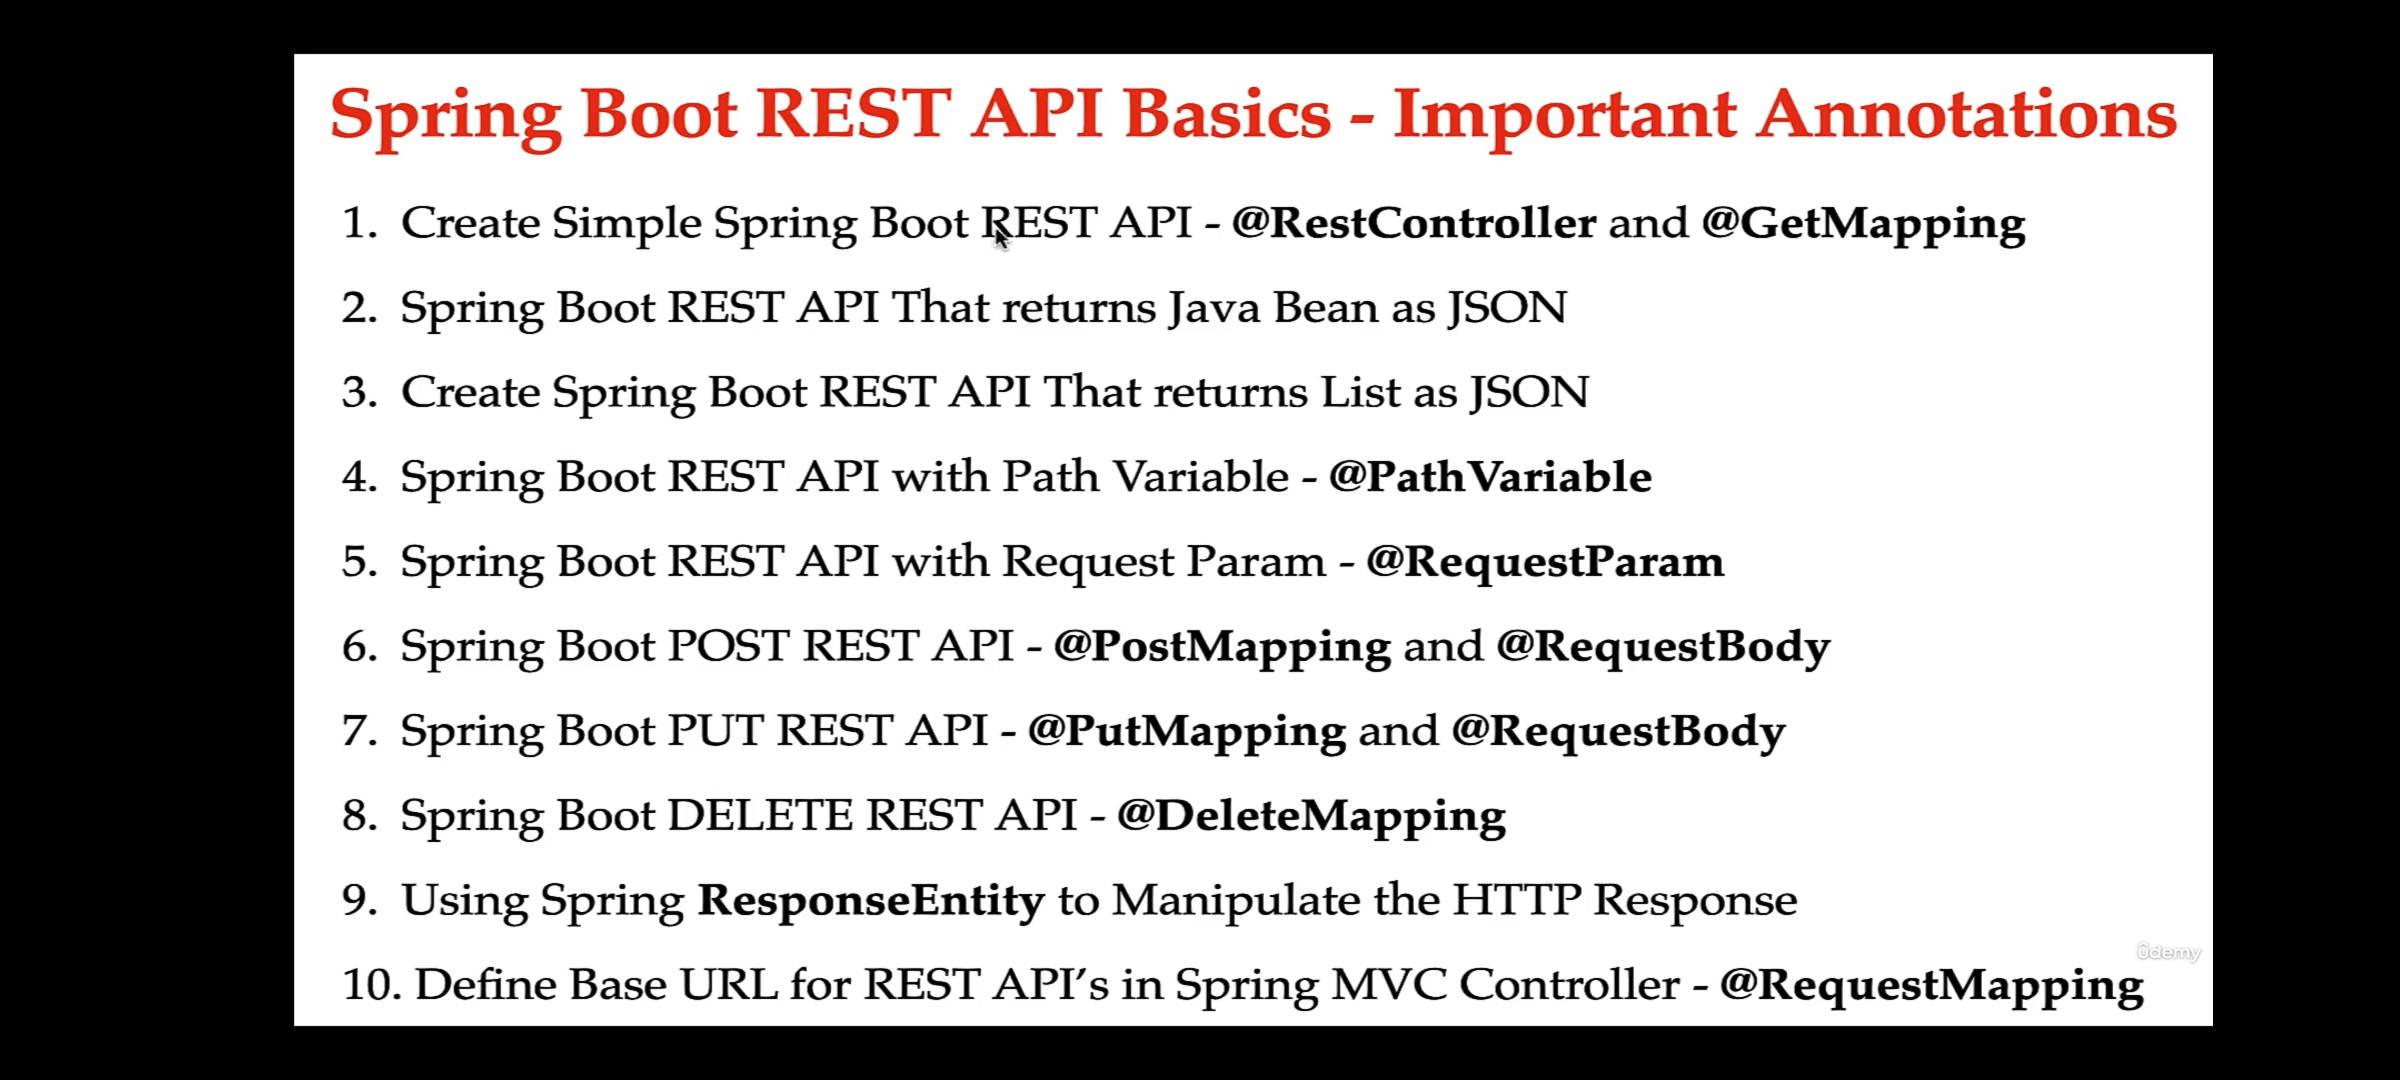 Spring Boot REST API Basics - Important Annotations
1. Create Simple Spring Boot REST API - @RestController and @GetMapping
2. Spring Boot REST API That returns Java Bean as JSON
3. Create Spring Boot REST API That returns List as JSON
4. Spring Boot REST API with Path Variable - @PathVariable
5. Spring Boot REST API with Request Param - @RequestParam
6. Spring Boot POST REST API - @PostMapping and @RequestBody
7. Spring Boot PUT REST API - @PutMapping and @RequestBody
8. Spring Boot DELETE REST API - @DeleteMapping
9. Using Spring ResponseEntity to Manipulate the HTTP Response
ûdemy
10. Define Base URL for REST API’s in Spring MVC Controller - @RequestMapping